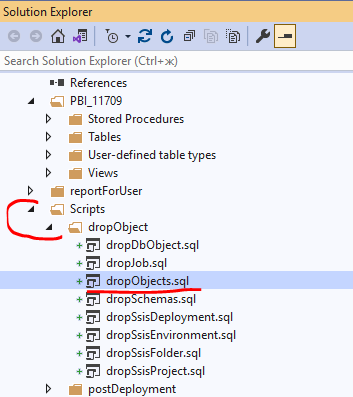 Solution Explorer
Search Solution Explorer (Ctrl+ж)
References
PBI_11709
Stored Procedures
Tables
User-defined table types
Views
reportForUser
Scripts
dropObject
dropDbObject.sql
dropJob.sql
dropObjects.sql
dropSchemas.sql
dropSsisDeployment.sql
dropSsisEnvironment.sql
dropSsisFolder.sql
dropSsisProject.sql
postDeployment